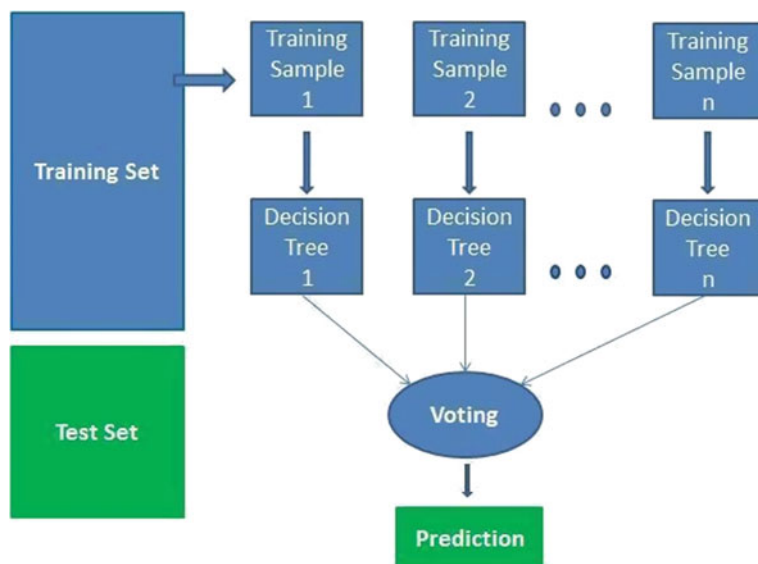 Training Set
Test Set
Training
Sample
1
Training
Sample
2
Training
Sample
n
Decision
Tree
1
Decision
Tree
2
Decision
Tree
n
Voting
Prediction